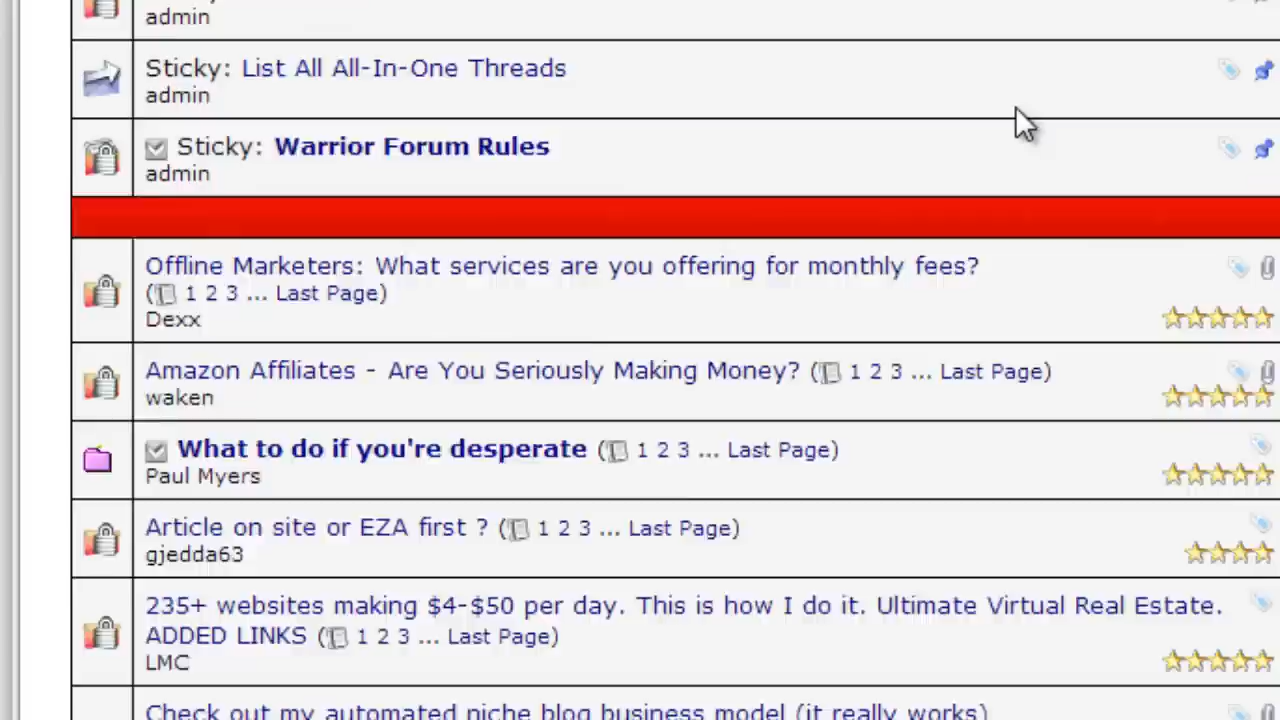 admin
Sticky: List All All-In-One Threads
admin
Sticky: Warrior Forum Rules
admin
Offline Marketers: What services are you offering for monthly fees?
( 1 2 3 ... Last Page)
Dexx
Amazon Affiliates - Are You Seriously Making Money? ( 1 2 3 ... Last Page)
waken
What to do if you're desperate ( 1 2 3 ... Last Page)
Paul Myers
Article on site or EZA first ? ( 1 2 3 ... Last Page)
gjedda63
235+ websites making $4-$50 per day. This is how I do it. Ultimate Virtual Real Estate.
ADDED LINKS ( 1 2 3 ... Last Page)
LMC
Check out my automated niche blog business model (it really works)